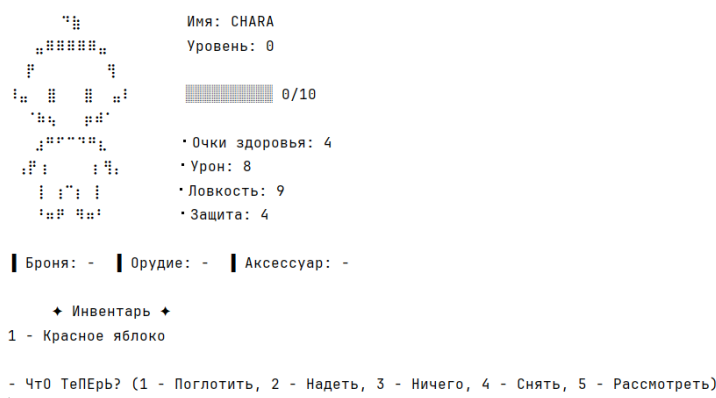 Имя: CHARA
Уровень: 0
0/10
·Очки здоровья: 4
·Урон: 8
·Ловкость: 9
·Защита: 4
Броня: - Орудие: - Аксессуар: -
✦ Инвентарь ✦
1 - Красное яблоко
- ЧтО ТеПЕрЬ? (1 - Поглотить, 2 - Надеть, 3 - Ничего, 4 - Снять, 5 - Рассмотреть)